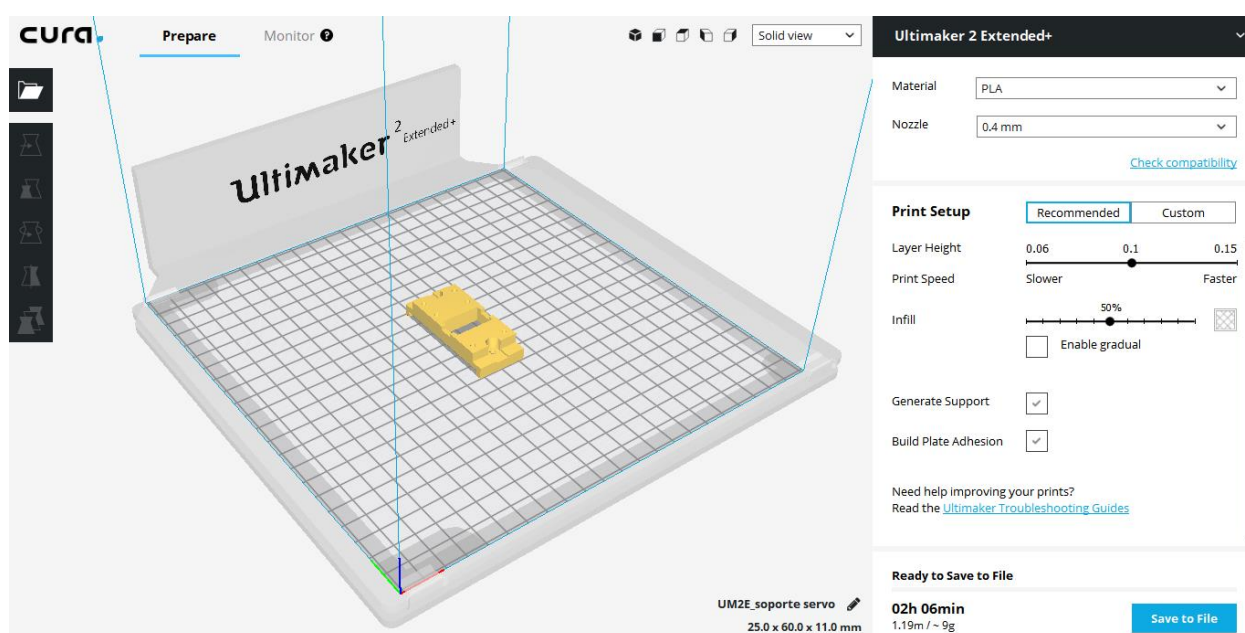 cura.
Prepare
Monitor ?
Solid view
Ultimaker 2 Extended+
Ultimaker 2 Extended+
Material
PLA
Nozzle
0.4 mm
Check compatibility
Print Setup
Recommended
Custom
Layer Height
0.06 0.1 0.15
Print Speed
Slower Faster
50%
Infill
Enable gradual
Generate Support
Build Plate Adhesion
Need help improving your prints?
Read the Ultimaker Troubleshooting Guides
Ready to Save to File
UM2E_soporte servo
25.0 x 60.0 x 11.0 mm
02h 06min
1.19m / ~ 9g
Save to File